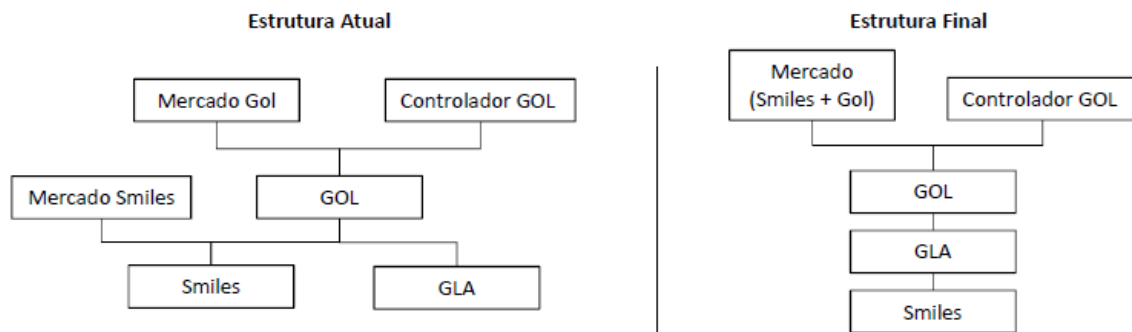 Estrutura Atual
Mercado Gol
Controlador GOL
Mercado Smiles
GOL
Smiles
GLA
Estrutura Final
Mercado
(Smiles + Gol)
Controlador GOL
GOL
GLA
Smiles